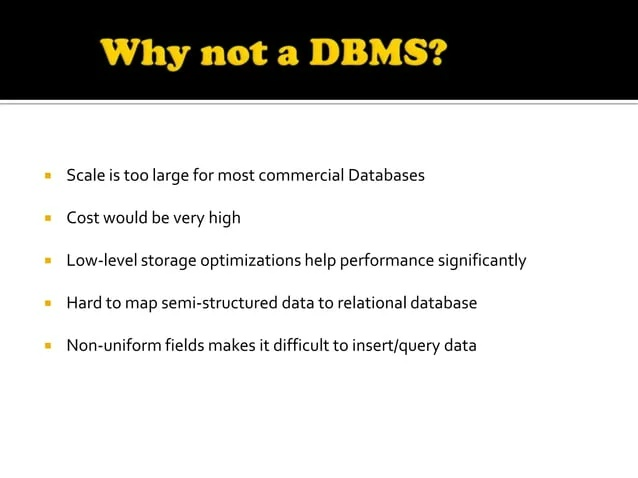 Why not a DBMS?
Scale is too large for most commercial Databases
Cost would be very high
Low-level storage optimizations help performance significantly
Hard to map semi-structured data to relational database
Non-uniform fields makes it difficult to insert/query data